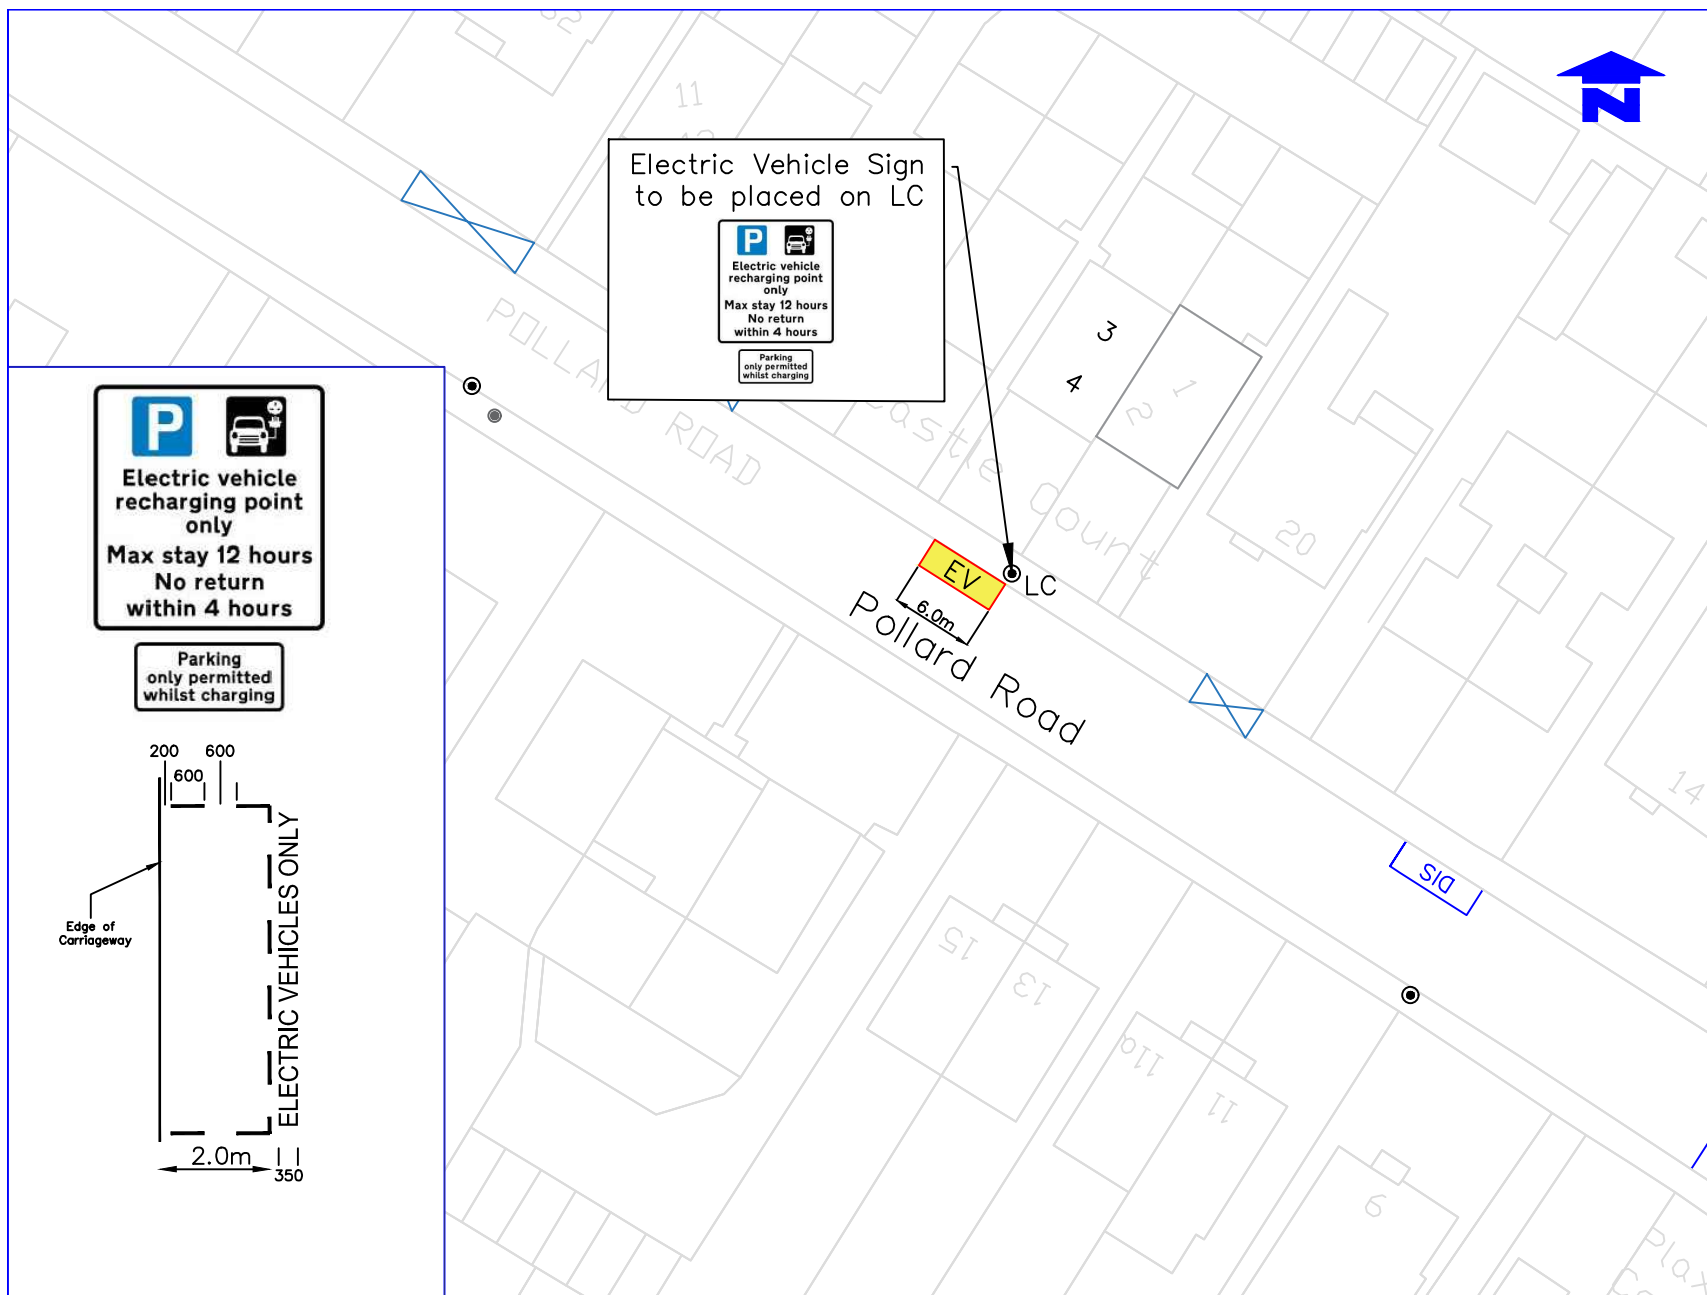 32
11
N
Electric Vehicle Sign
to be placed on LC
P
Electric vehicle
recharging point
only
Max stay 12 hours
No return
within 4 hours
Parking
only permitted
whilst charging
POLLARD ROAD
Castle Court
3
4
1
2
20
EV
LC
6.0m
Pollard Road
14
DIS
15
13
11a
11
9
P
Electric vehicle
recharging point
only
Max stay 12 hours
No return
within 4 hours
Parking
only permitted
whilst charging
200
600
600
ELECTRIC VEHICLES ONLY
Edge of
Carriageway
2.0m
350